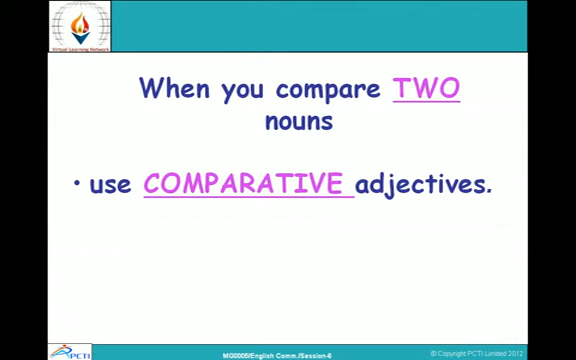 Virtual Learning Network
When you compare TWO
nouns
• use COMPARATIVE adjectives.
PCTI
MG0005/English Comm./Session-6
© Copyright PCTI Limited 2012